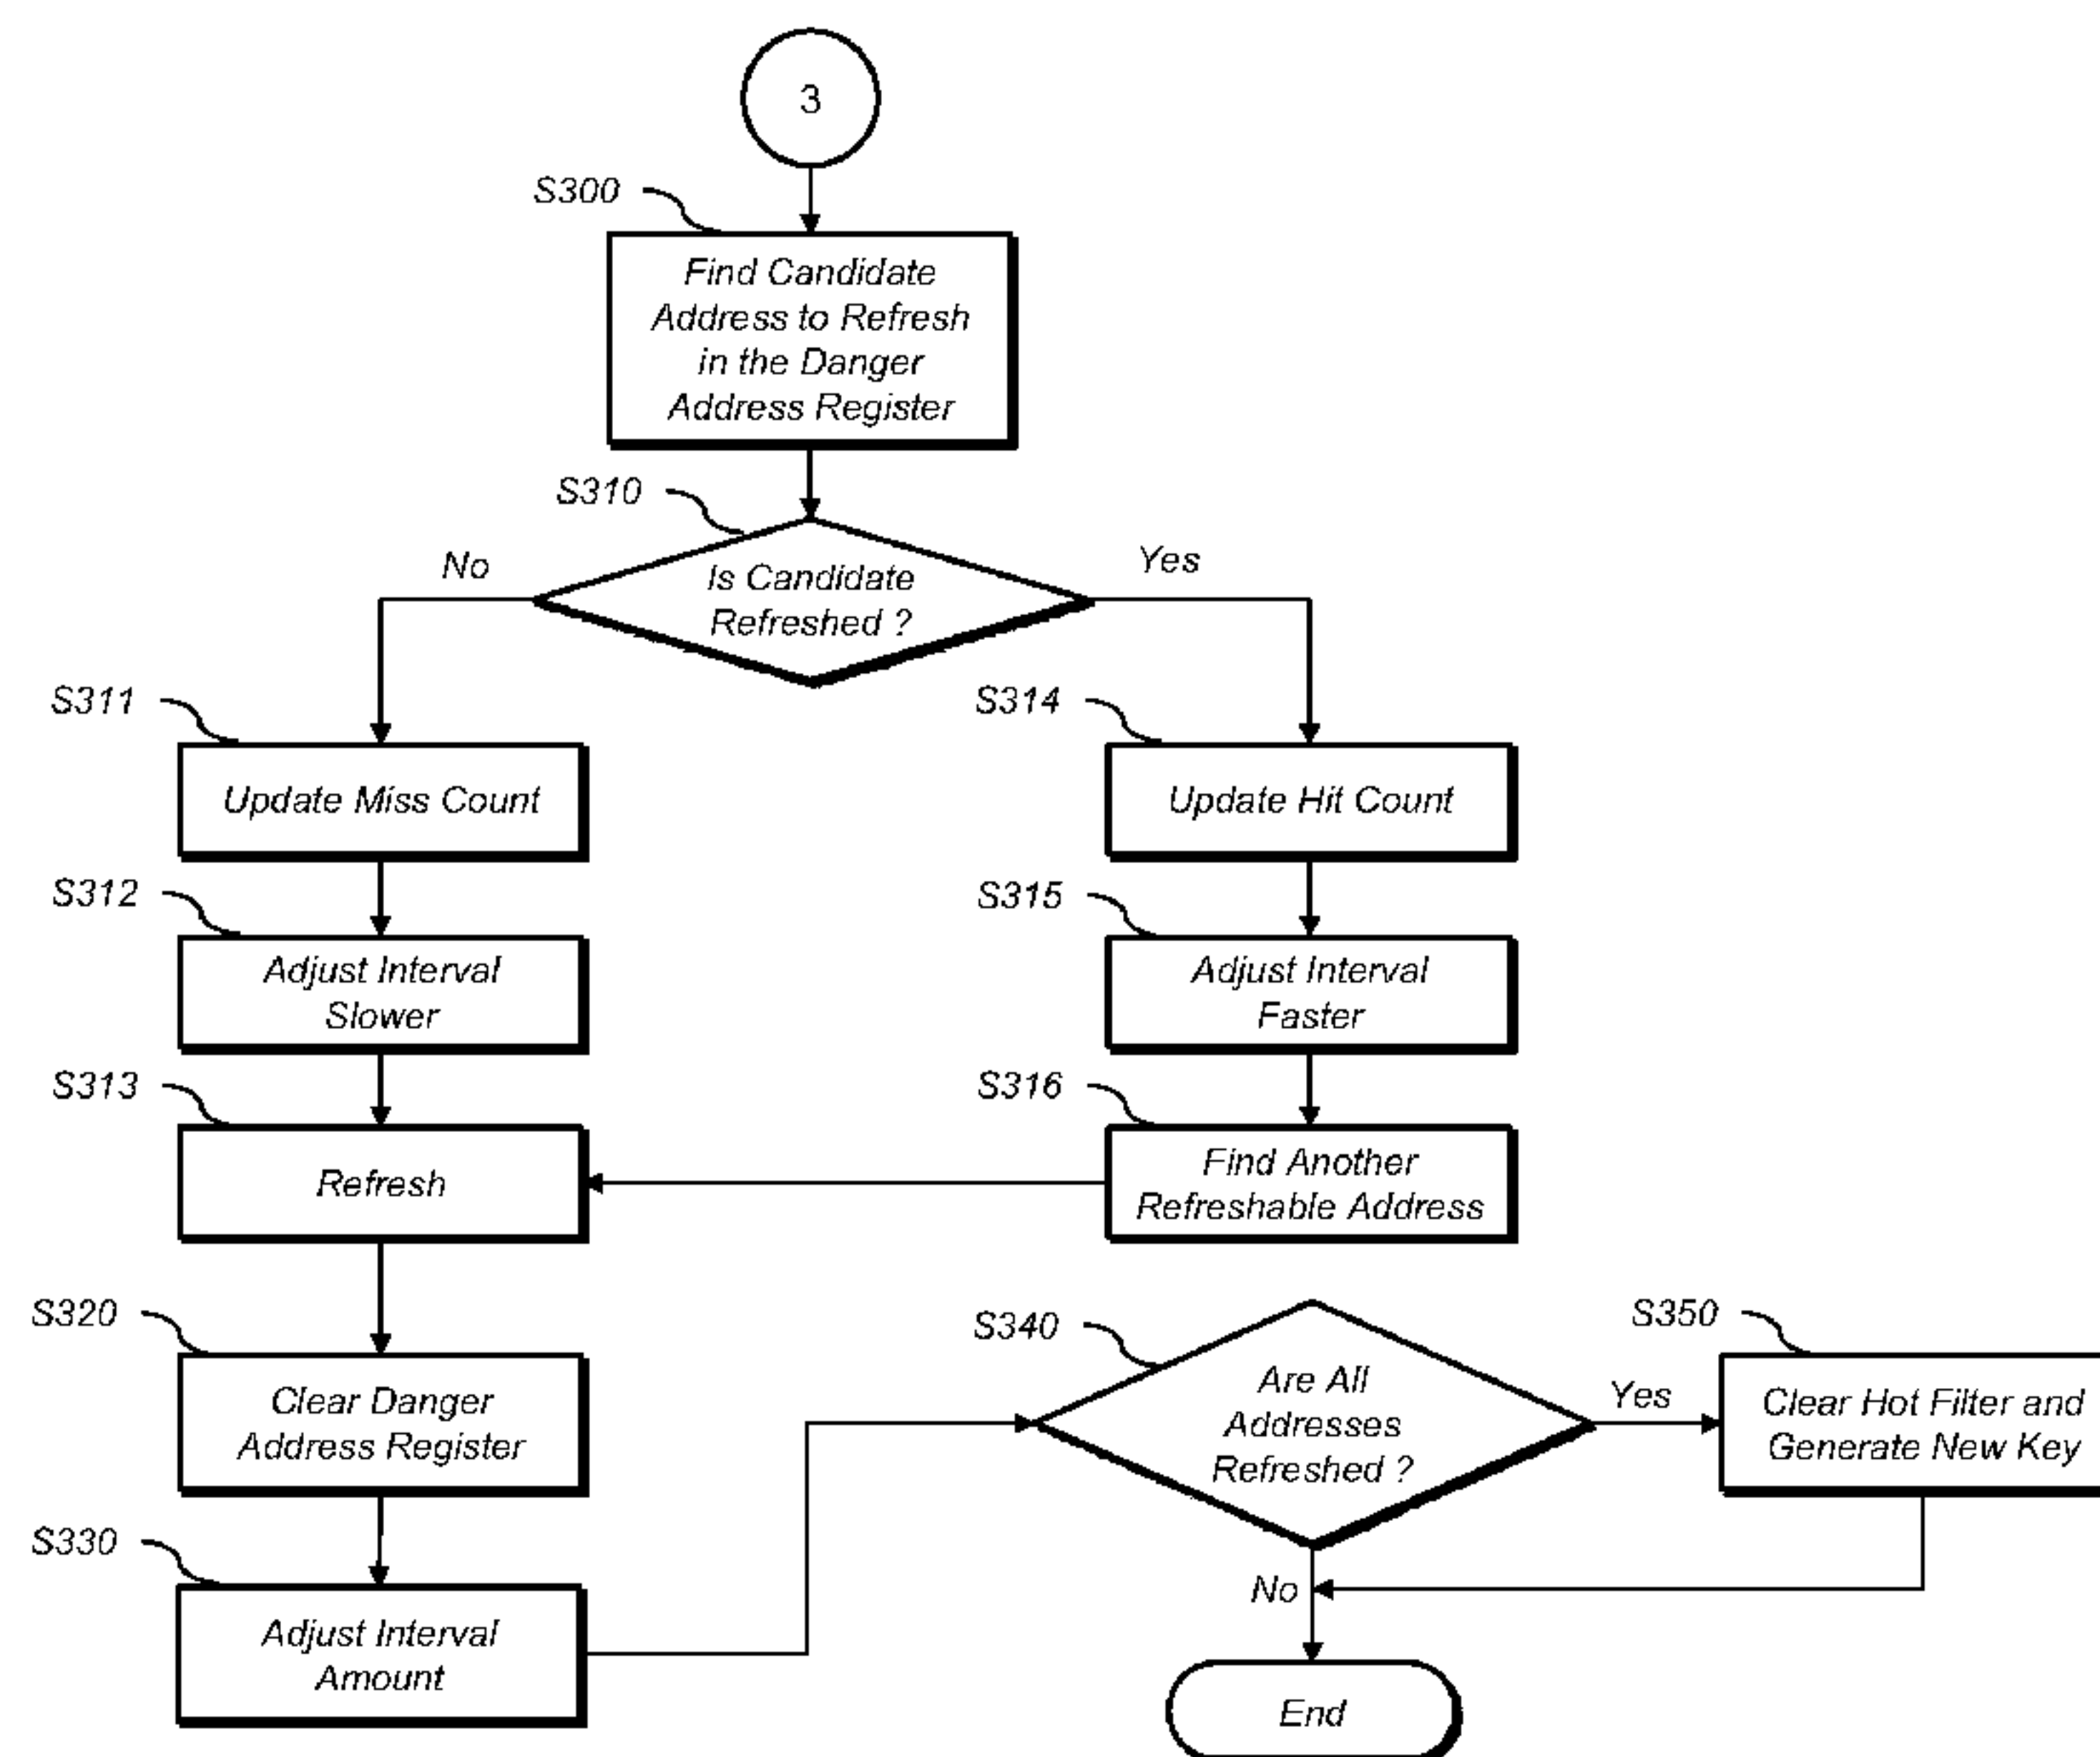 3
S300
Find Candidate
Address to Refresh
in the Danger
Address Register
S310
No
Is Candidate
Refreshed ?
Yes
S311
Update Miss Count
S314
Update Hit Count
S312
Adjust Interval
Slower
S315
Adjust Interval
Faster
S313
Refresh
S316
Find Another
Refreshable Address
S320
Clear Danger
Address Register
S340
Are All
Addresses
Refreshed ?
Yes
S350
Clear Hot Filter and
Generate New Key
S330
Adjust Interval
Amount
No
End